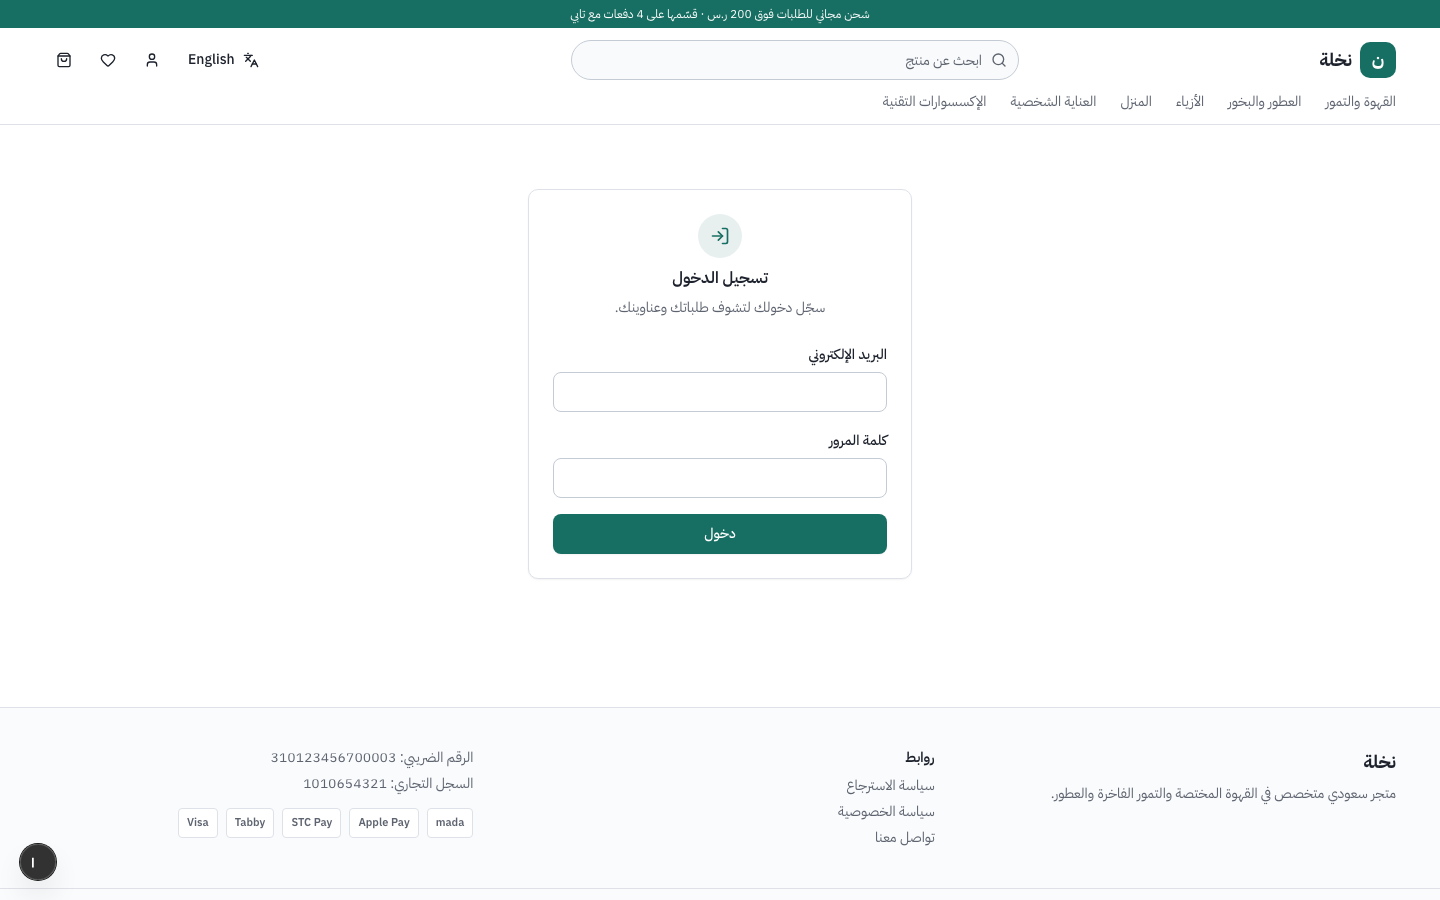 شحن مجاني للطلبات فوق 200 ر.س · قسّمها على 4 دفعات مع تابي
ن
نخلة
ابحث عن منتج
English
القهوة والتمور
العطور والبخور
الأزياء
المنزل
العناية الشخصية
الإكسسوارات التقنية
تسجيل الدخول
سجّل دخولك لتشوف طلباتك وعناوينك.
البريد الإلكتروني
كلمة المرور
دخول
نخلة
متجر سعودي متخصص في القهوة المختصة والتمور الفاخرة والعطور.
روابط
سياسة الاسترجاع
سياسة الخصوصية
تواصل معنا
الرقم الضريبي: 310123456700003
السجل التجاري: 1010654321
mada
Apple Pay
STC Pay
Tabby
Visa